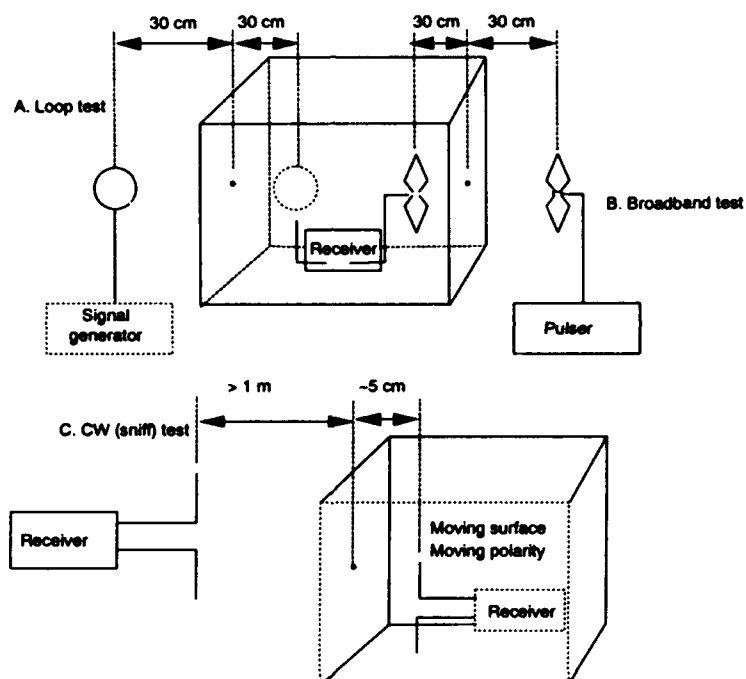 30 cm 30 cm 30 cm 30 cm
A. Loop test
B. Broadband test
Receiver
Signal
generator
Pulser
> 1 m ~5 cm
C. CW (sniff) test
Moving surface
Moving polarity
Receiver
Receiver